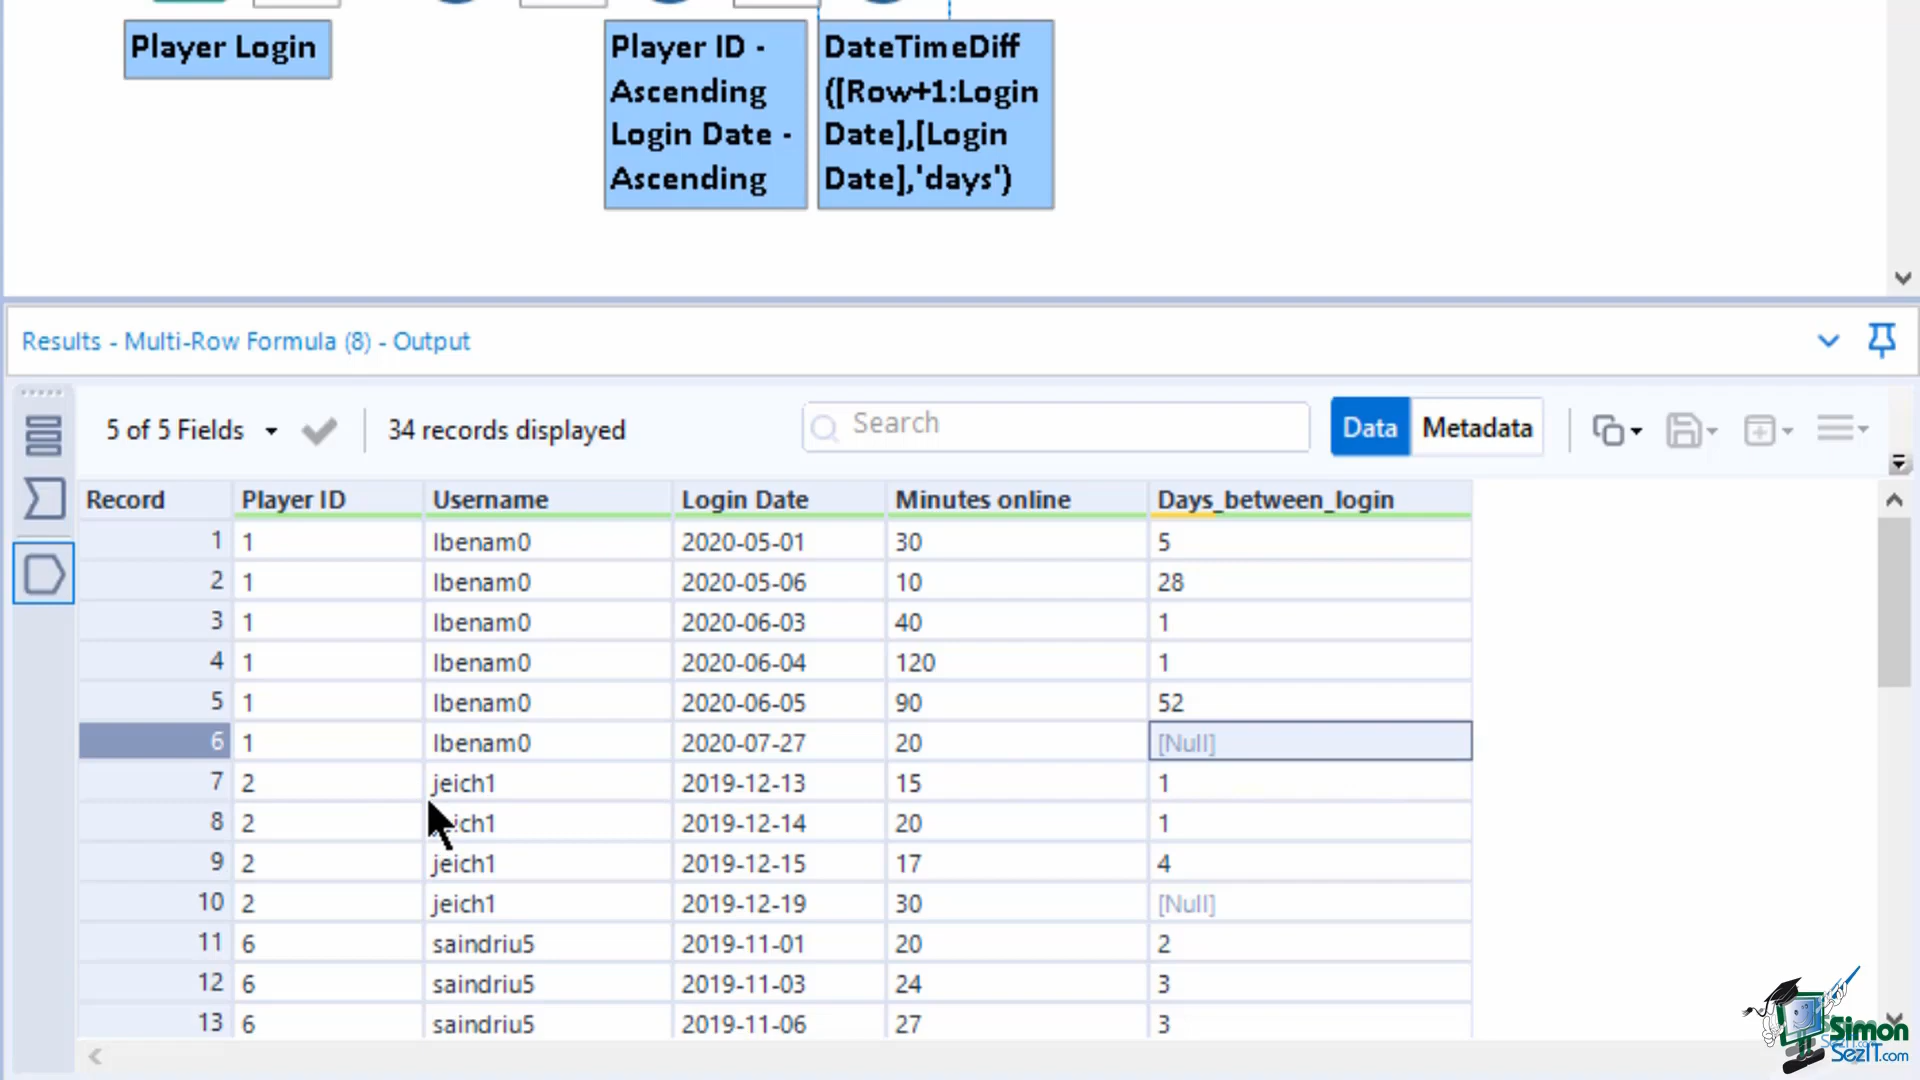 Player Login
Player ID -
Ascending
Login Date -
Ascending
DateTimeDiff
([Row+1:Login
Date],[Login
Date],'days')
Results - Multi-Row Formula (8) - Output
5 of 5 Fields
34 records displayed
Search
Data
Metadata
Record Player ID Username Login Date Minutes online Days_between_login
1 1 lbenam0 2020-05-01 30 5
2 1 lbenam0 2020-05-06 10 28
3 1 lbenam0 2020-06-03 40 1
4 1 lbenam0 2020-06-04 120 1
5 1 lbenam0 2020-06-05 90 52
6 1 lbenam0 2020-07-27 20 [Null]
7 2 jeich1 2019-12-13 15 1
8 2 ich1 2019-12-14 20 1
9 2 jeich1 2019-12-15 17 4
10 2 jeich1 2019-12-19 30 [Null]
11 6 saindriu5 2019-11-01 20 2
12 6 saindriu5 2019-11-03 24 3
13 6 saindriu5 2019-11-06 27 3
Simon
SezIT.com